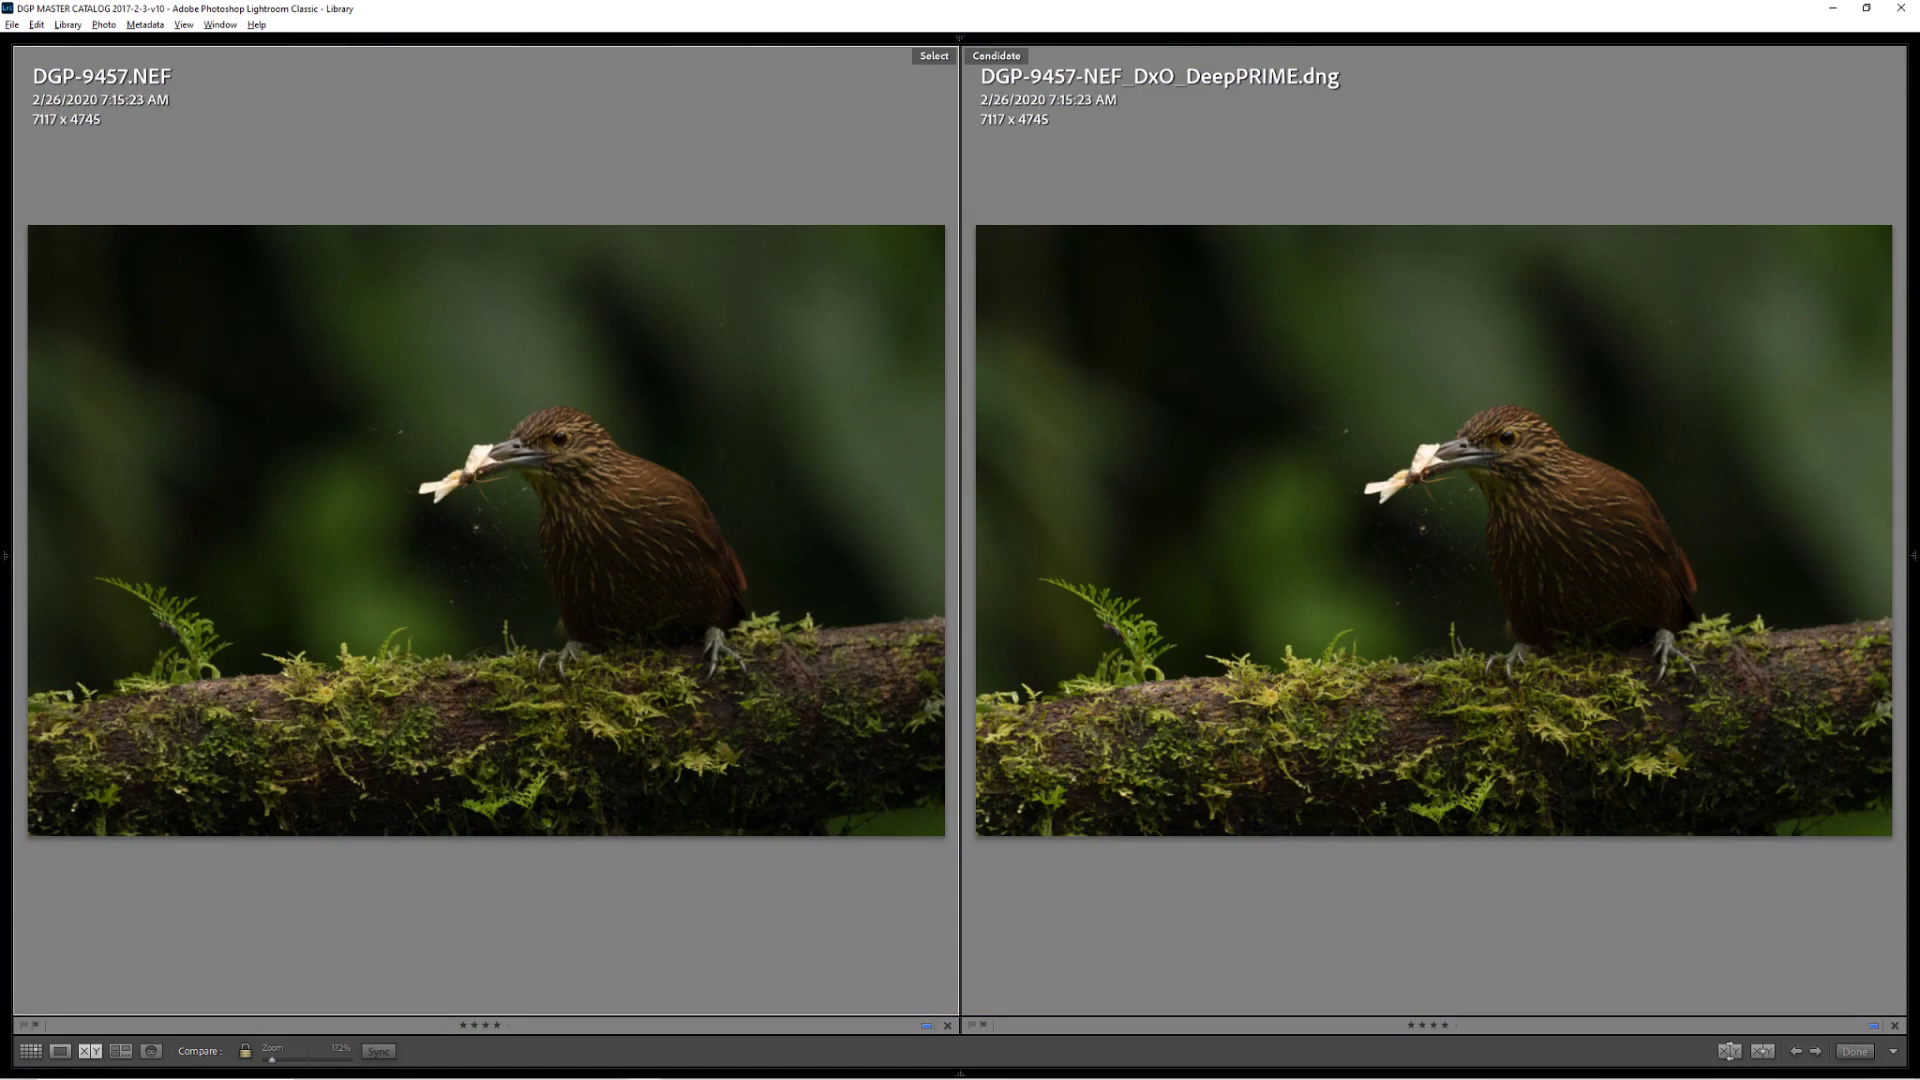 DGP MASTER CATALOG 2017-2-3-v10 - Adobe Photoshop Lightroom Classic - Library
File Edit Library Photo Metadata View Window Help
Select
Candidate
DGP-9457.NEF
2/26/2020 7:15:23 AM
7117 x 4745
DGP-9457-NEF_DxO_DeepPRIME.dng
2/26/2020 7:15:23 AM
7117 x 4745
XY
Compare :
Zoom
Sync
Done